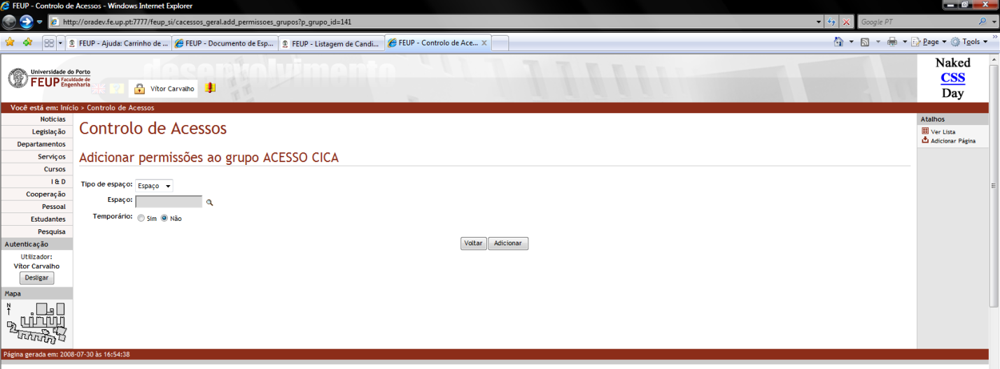 FEUP - Controlo de Acessos - Windows Internet Explorer
http://oradev.fe.up.pt:7777/feup_si/cacessos_geral.add_permissoes_grupos?p_grupo_id=141
Google PT
FEUP - Ajuda: Carrinho de ...
FEUP - Documento de Esp...
FEUP - Listagem de Candi...
FEUP - Controlo de Ace...
Page
Tools
desenvolvimento
Universidade do Porto
FEUP Faculdade de Engenharia
Vítor Carvalho
Naked
CSS
Day
Você está em: Início > Controlo de Acessos
Notícias
Legislação
Departamentos
Serviços
Cursos
I & D
Cooperação
Pessoal
Estudantes
Pesquisa
Autenticação
Utilizador:
Vítor Carvalho
Desligar
Mapa
N
Controlo de Acessos
Adicionar permissões ao grupo ACESSO CICA
Tipo de espaço: Espaço
Espaço:
Temporário: Sim Não
Voltar Adicionar
Atalhos
Ver Lista
Adicionar Página
Página gerada em: 2008-07-30 às 16:54:38